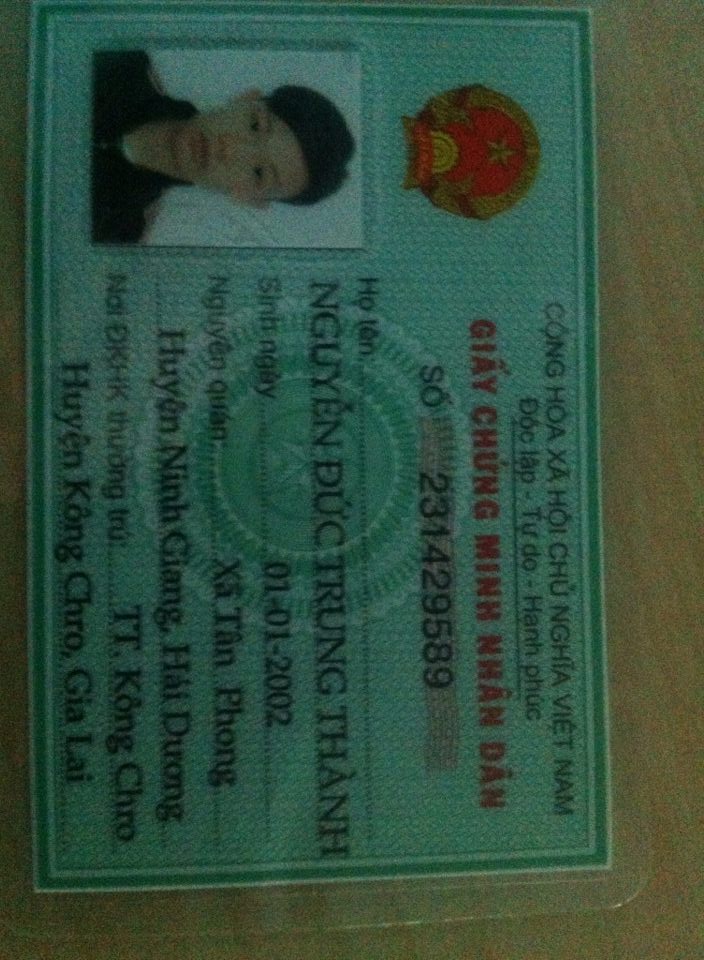 CỘNG HÒA XÃ HỘI CHỦ NGHĨA VIỆT NAM
Độc lập - Tự do - Hạnh phúc
GIẤY CHỨNG MINH NHÂN DÂN
SỐ 231429589
Họ tên:
NGUYỄN ĐỨC TRUNG THÀNH
Sinh ngày 01-01-2002
Nguyên quán: Xã Tân Phong
Huyện Ninh Giang, Hải Dương
Nơi ĐKHK thường trú: TT. Kông Chro
Huyện Kông Chro, Gia Lai